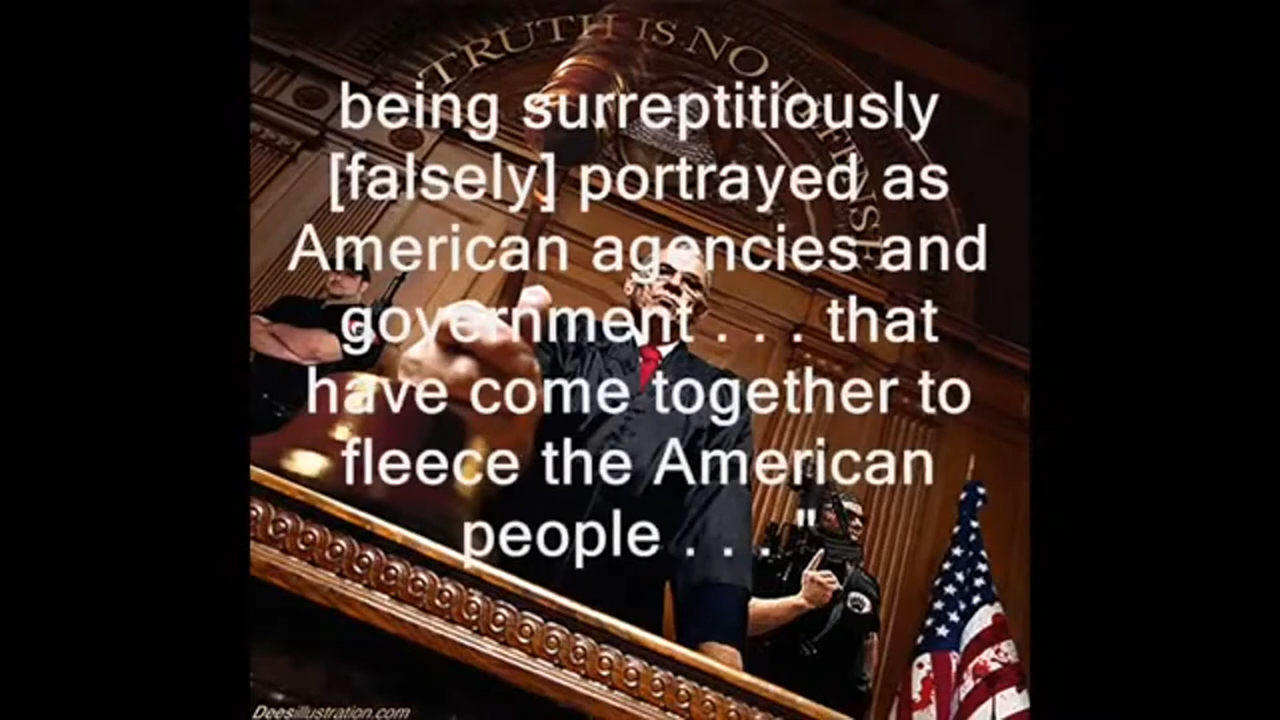 TRUTH IS NO DEFENSE
being surreptitiously
[falsely] portrayed as
American agencies and
government . . . that
have come together to
fleece the American
people . . . "
Deesillustration.com